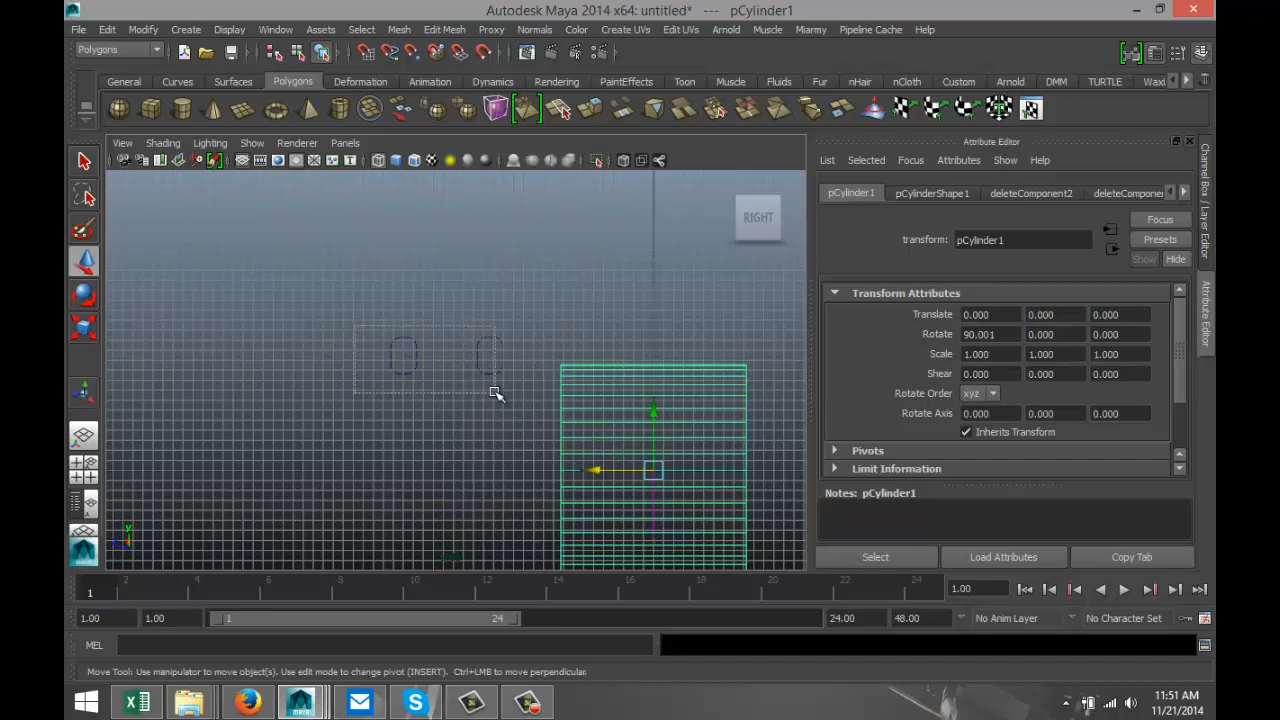 Autodesk Maya 2014 x64: untitled* --- pCylinder1
File Edit Modify Create Display Window Assets Select Mesh Edit Mesh Proxy Normals Color Create UVs Edit UVs Arnold Muscle Miarmy Pipeline Cache Help
Polygons
General Curves Surfaces Polygons Deformation Animation Dynamics Rendering PaintEffects Toon Muscle Fluids Fur nHair nCloth Custom Arnold DMM TURTLE Waxl
View Shading Lighting Show Renderer Panels
Attribute Editor
List Selected Focus Attributes Show Help
pCylinder1 pCylinderShape1 deleteComponent2 deleteCompone
RIGHT
Focus
transform: pCylinder1
Presets
Show Hide
Transform Attributes
Translate 0.000 0.000 0.000
Rotate 90.001 0.000 0.000
Scale 1.000 1.000 1.000
Shear 0.000 0.000 0.000
Rotate Order xyz
Rotate Axis 0.000 0.000 0.000
Inherits Transform
Pivots
Limit Information
Notes: pCylinder1
Select Load Attributes Copy Tab
Channel Box / Layer Editor
Attribute Editor
y
2 4 6 8 10 12 14 16 18 20 22 24
1 1.00
1.00 1.00 1 24 24.00 48.00 No Anim Layer No Character Set
MEL
Move Tool: Use manipulator to move object(s). Use edit mode to change pivot (INSERT). Ctrl+LMB to move perpendicular.
11:51 AM
11/21/2014